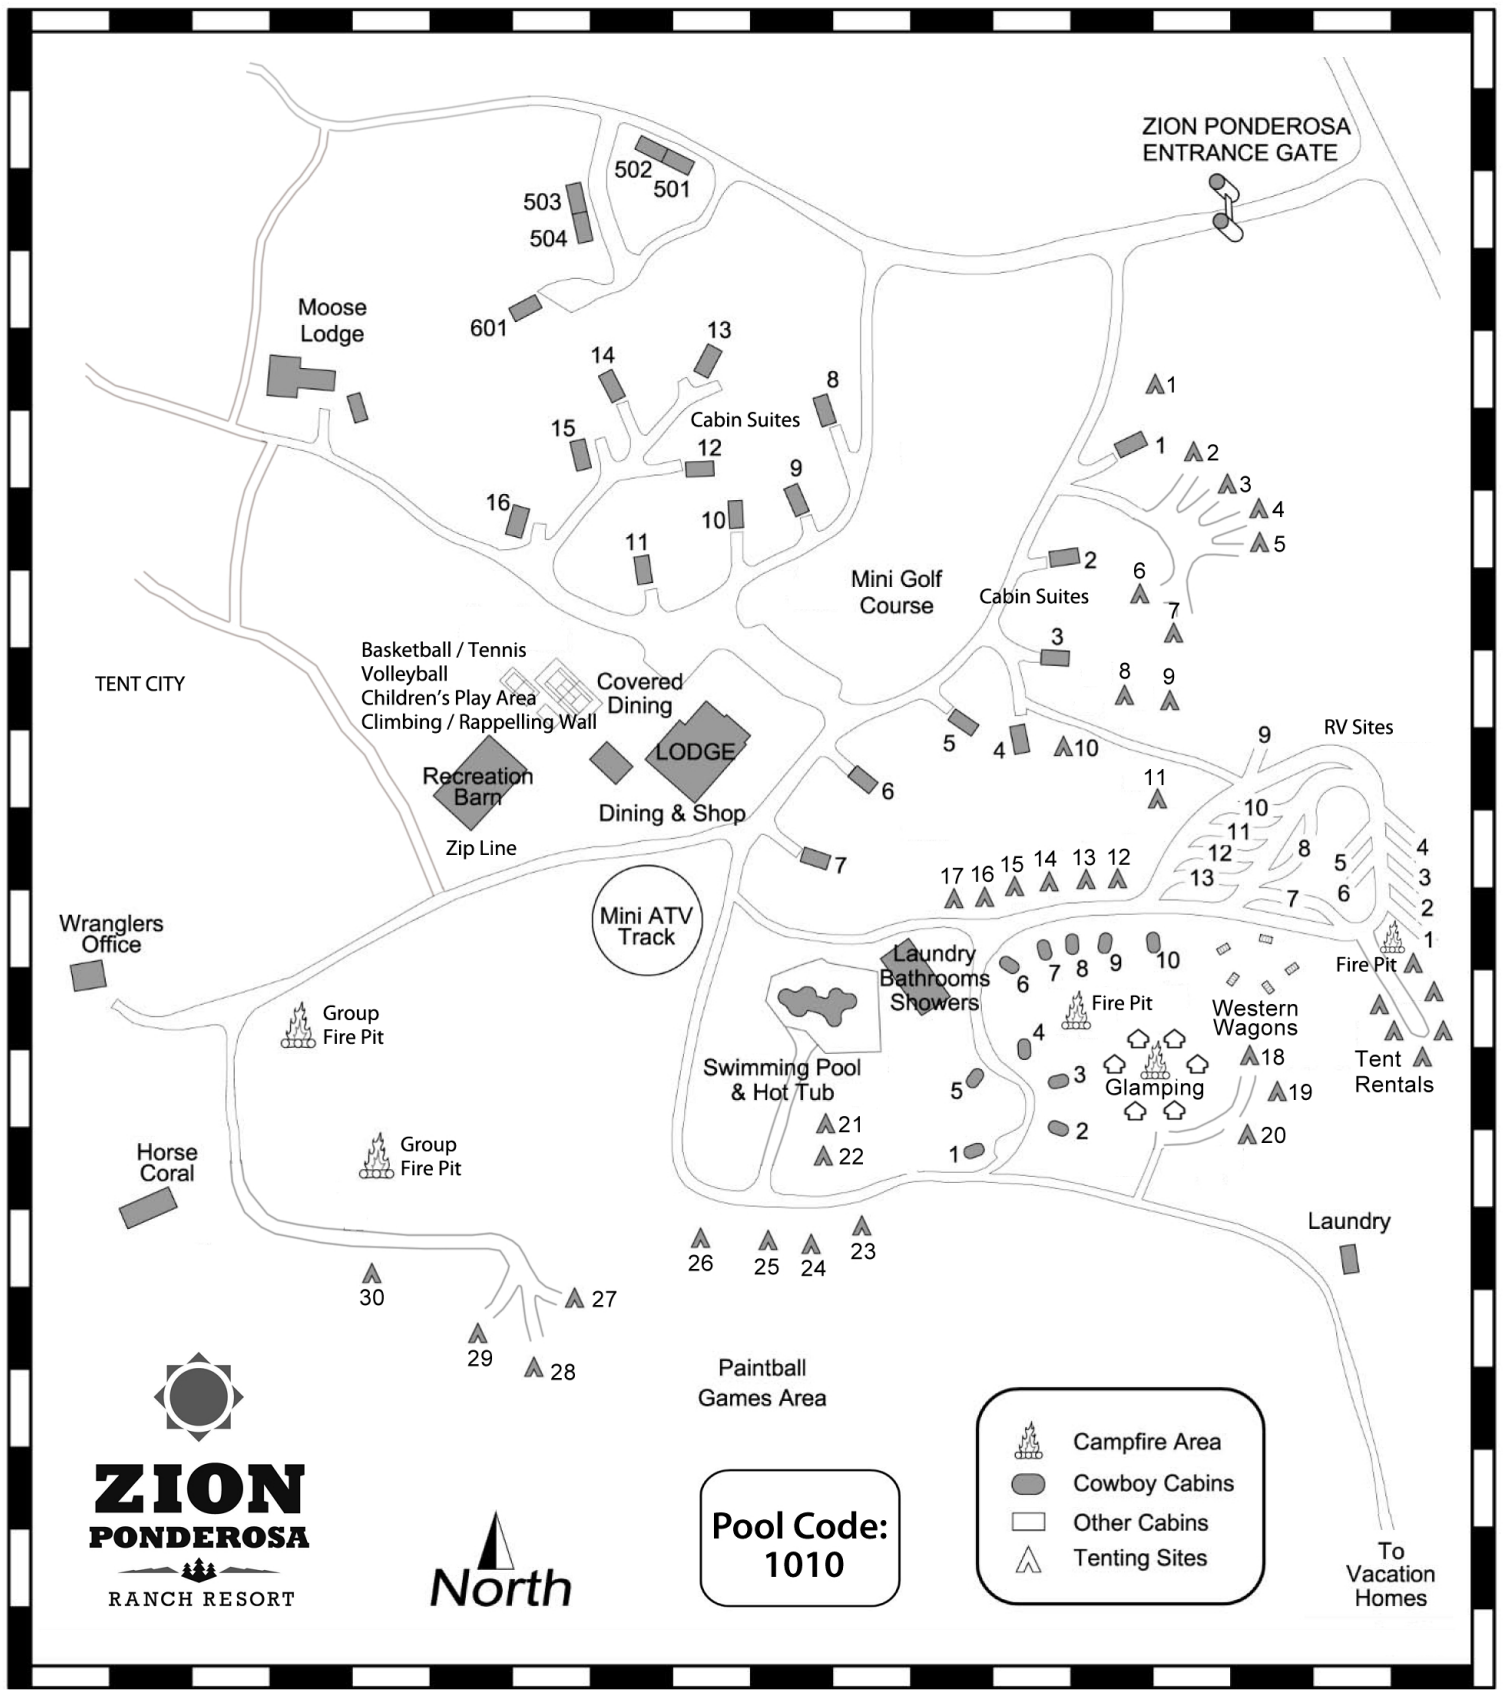 ZION PONDEROSA
ENTRANCE GATE
502
501
503
504
601
Moose
Lodge
13
14
8
Cabin Suites
15
12
9
16
10
11
1
1
2
3
4
5
2
6
7
Mini Golf
Course
Cabin Suites
3
8
9
TENT CITY
Basketball / Tennis
Volleyball
Children's Play Area
Climbing / Rappelling Wall
Covered
Dining
LODGE
Dining & Shop
Recreation
Barn
Zip Line
5
4
10
6
7
11
RV Sites
9
10
11
12
13
8
7
5
6
4
3
2
1
17
16
15
14
13
12
Mini ATV
Track
Wranglers
Office
Laundry
Bathrooms
Showers
6
7
8
9
10
Fire Pit
Fire Pit
Western
Wagons
Group
Fire Pit
4
3
5
2
1
Glamping
Swimming Pool
& Hot Tub
18
19
20
Tent
Rentals
21
22
Group
Fire Pit
Horse
Coral
26
25
24
23
Laundry
30
27
29
28
Paintball
Games Area
ZION
PONDEROSA
RANCH RESORT
North
Pool Code:
1010
Campfire Area
Cowboy Cabins
Other Cabins
Tenting Sites
To
Vacation
Homes